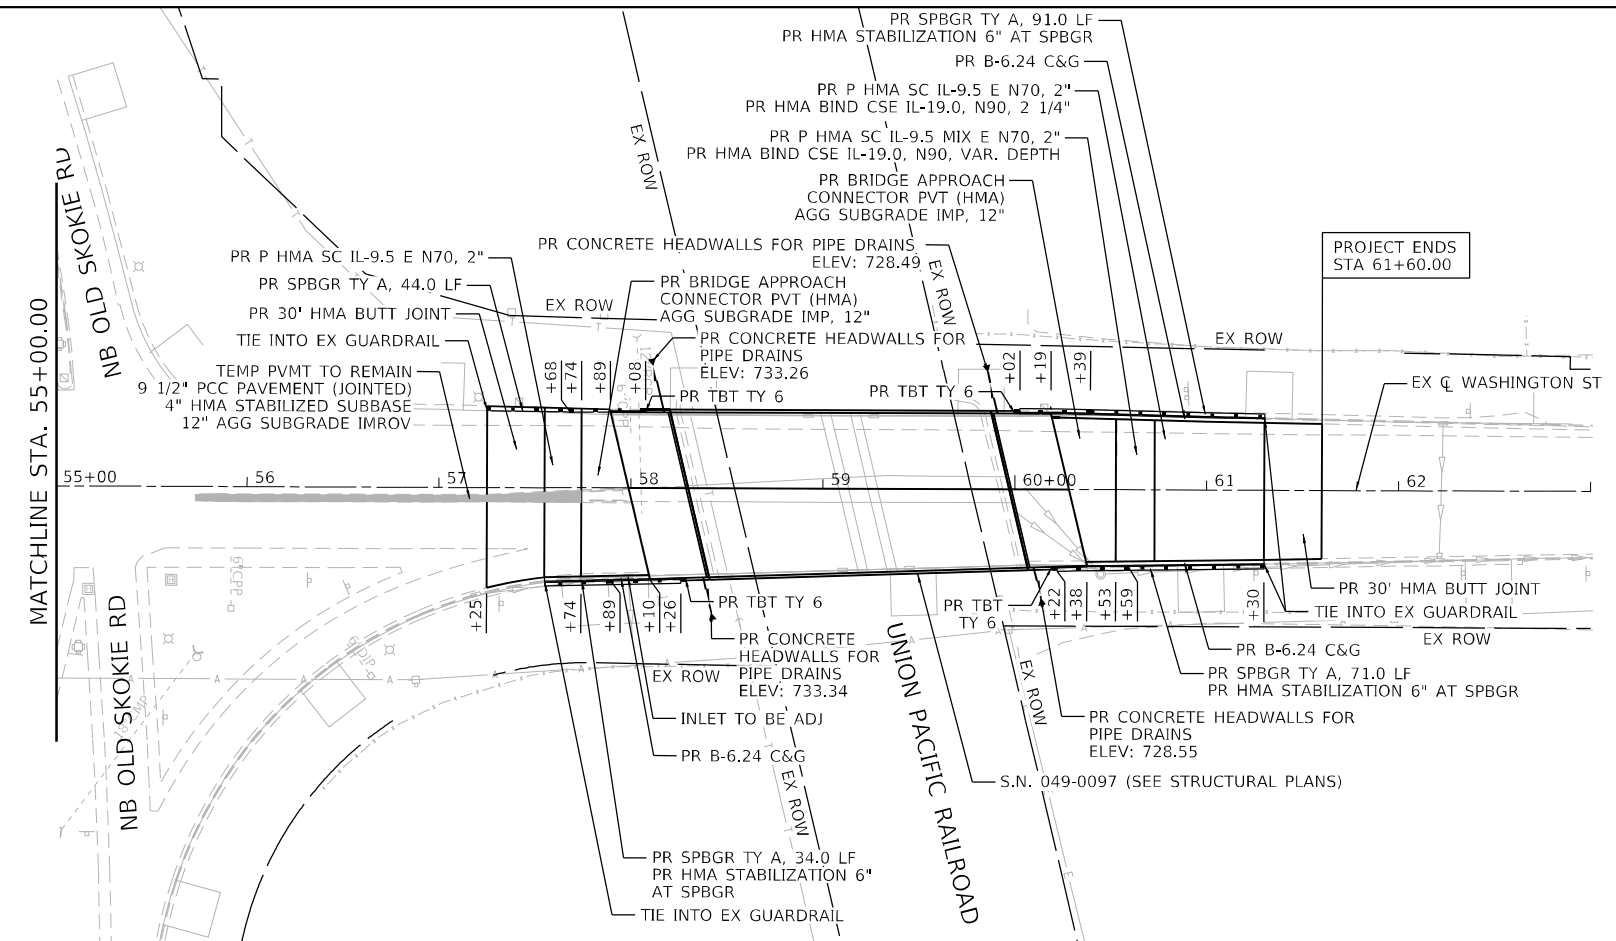 PR SPBGR TY A, 91.0 LF
PR HMA STABILIZATION 6" AT SPBGR
PR B-6.24 C&G
PR P HMA SC IL-9.5 E N70, 2"
PR HMA BIND CSE IL-19.0, N90, 2 1/4"
PR P HMA SC IL-9.5 MIX E N70, 2"
PR HMA BIND CSE IL-19.0, N90, VAR. DEPTH
PR BRIDGE APPROACH
CONNECTOR PVT (HMA)
AGG SUBGRADE IMP, 12"
PR CONCRETE HEADWALLS FOR PIPE DRAINS
ELEV: 728.49
EX ROW
EX ROW
EX ROW
PROJECT ENDS
STA 61+60.00
NB OLD SKOKIE RD
MATCHLINE STA. 55+00.00
PR P HMA SC IL-9.5 E N70, 2"
PR SPBGR TY A, 44.0 LF
PR 30' HMA BUTT JOINT
TIE INTO EX GUARDRAIL
TEMP PVMT TO REMAIN
9 1/2" PCC PAVEMENT (JOINTED)
4" HMA STABILIZED SUBBASE
12" AGG SUBGRADE IMROV
EX ROW
PR BRIDGE APPROACH
CONNECTOR PVT (HMA)
AGG SUBGRADE IMP, 12"
PR CONCRETE HEADWALLS FOR
PIPE DRAINS
ELEV: 733.26
PR TBT TY 6
PR TBT TY 6
EX ROW
EX ℄ WASHINGTON ST
+68
+74
+89
+08
+02
+19
+39
55+00
56
57
58
59
60+00
61
62
6"CPP
6" DIP
+25
+74
+89
+10
+26
PR TBT TY 6
PR TBT
TY 6
+22
+38
+53
+59
+30
PR 30' HMA BUTT JOINT
TIE INTO EX GUARDRAIL
EX ROW
PR B-6.24 C&G
PR SPBGR TY A, 71.0 LF
PR HMA STABILIZATION 6" AT SPBGR
PR CONCRETE
HEADWALLS FOR
PIPE DRAINS
ELEV: 733.34
EX ROW
INLET TO BE ADJ
PR B-6.24 C&G
EX ROW
EX ROW
PR CONCRETE HEADWALLS FOR
PIPE DRAINS
ELEV: 728.55
S.N. 049-0097 (SEE STRUCTURAL PLANS)
UNION PACIFIC RAILROAD
NB OLD SKOKIE RD
PR SPBGR TY A, 34.0 LF
PR HMA STABILIZATION 6"
AT SPBGR
TIE INTO EX GUARDRAIL